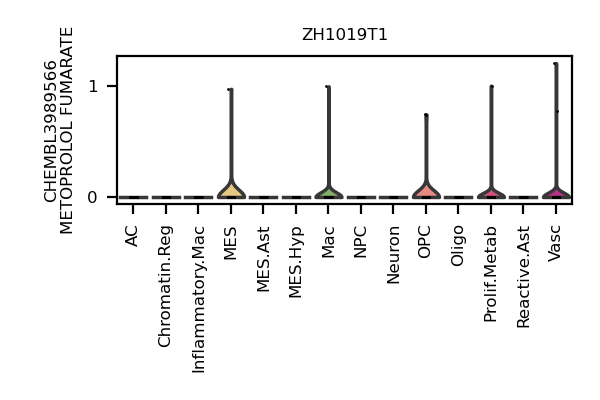 ZH1019T1
CHEMBL3989566
METOPROLOL FUMARATE
1
0
AC
Chromatin.Reg
Inflammatory.Mac
MES
MES.Ast
MES.Hyp
Mac
NPC
Neuron
OPC
Oligo
Prolif.Metab
Reactive.Ast
Vasc